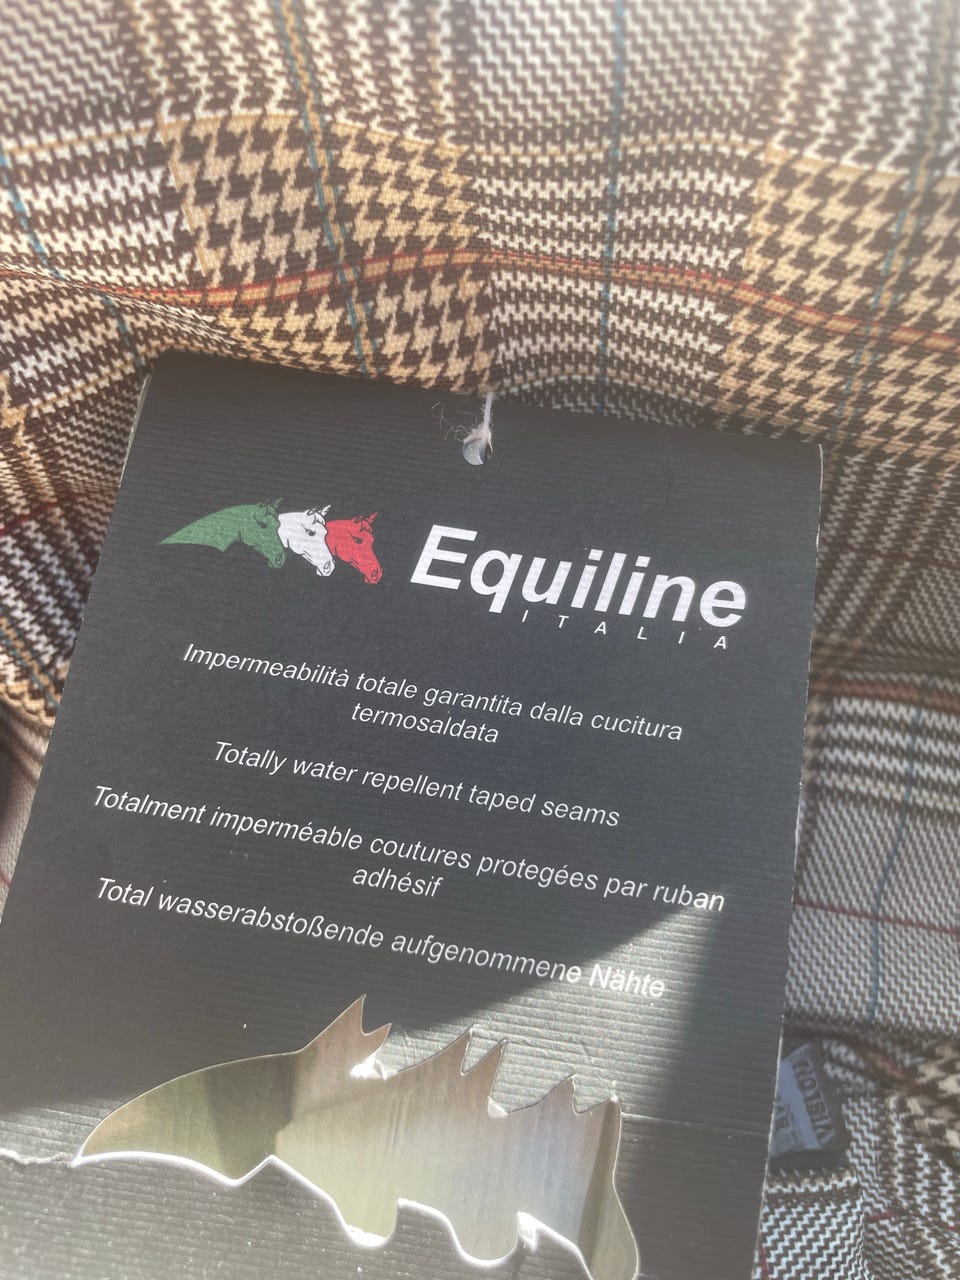 Equiline
ITALIA
Impermeabilità totale garantita dalla cucitura
termosaldata
Totally water repellent taped seams
Totalment imperméable coutures protegées par ruban
adhésif
Total wasserabstoßende aufgenommene Nähte